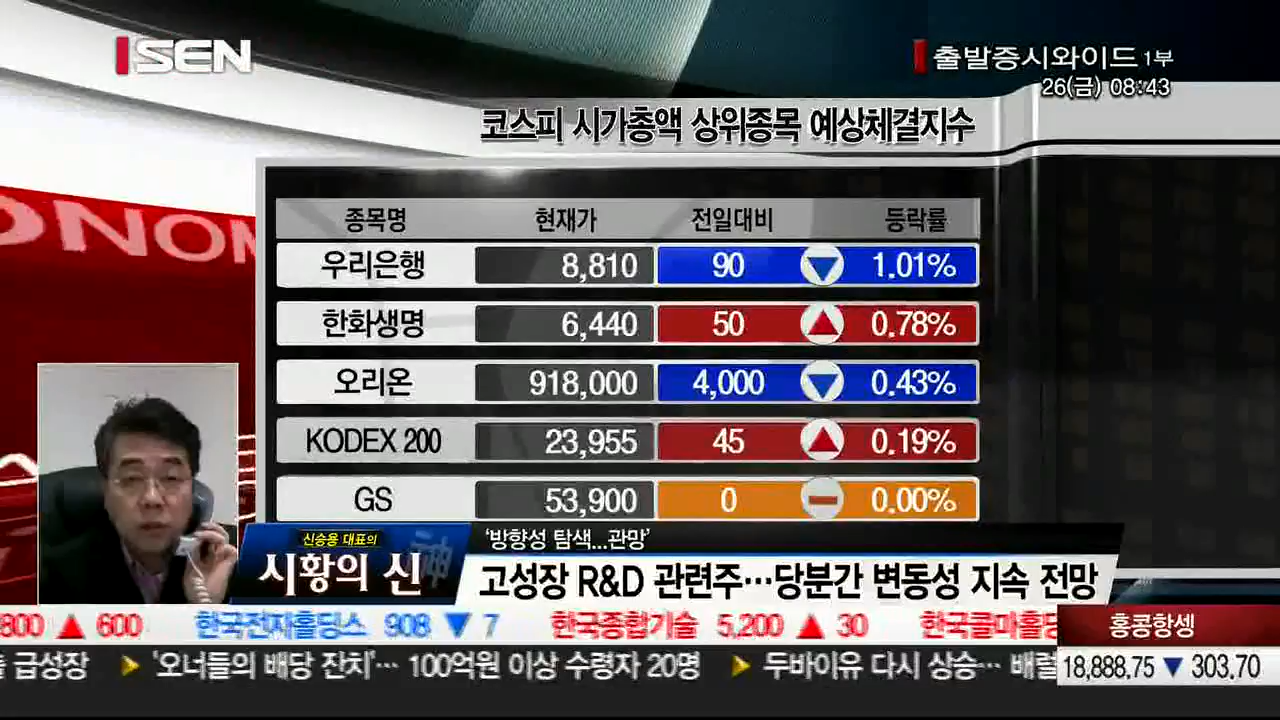 SEN
출발증시와이드 1부
26(금) 08:43
코스피 시가총액 상위종목 예상체결지수
종목명 현재가 전일대비 등락률
우리은행 8,810 90 ▼ 1.01%
한화생명 6,440 50 ▲ 0.78%
오리온 918,000 4,000 ▼ 0.43%
KODEX 200 23,955 45 ▲ 0.19%
GS 53,900 0 0.00%
신승용 대표의
시황의 신
神
'방향성 탐색...관망'
고성장 R&D 관련주…당분간 변동성 지속 전망
800 ▲ 600 한국전자홀딩스 908 ▼ 7 한국종합기술 5,200 ▲ 30 한국콜마홀딩
홍콩항셍
급성장 '오너들의 배당 잔치'… 100억원 이상 수령자 20명 두바이유 다시 상승… 배럴
18,888.75 ▼ 303.70